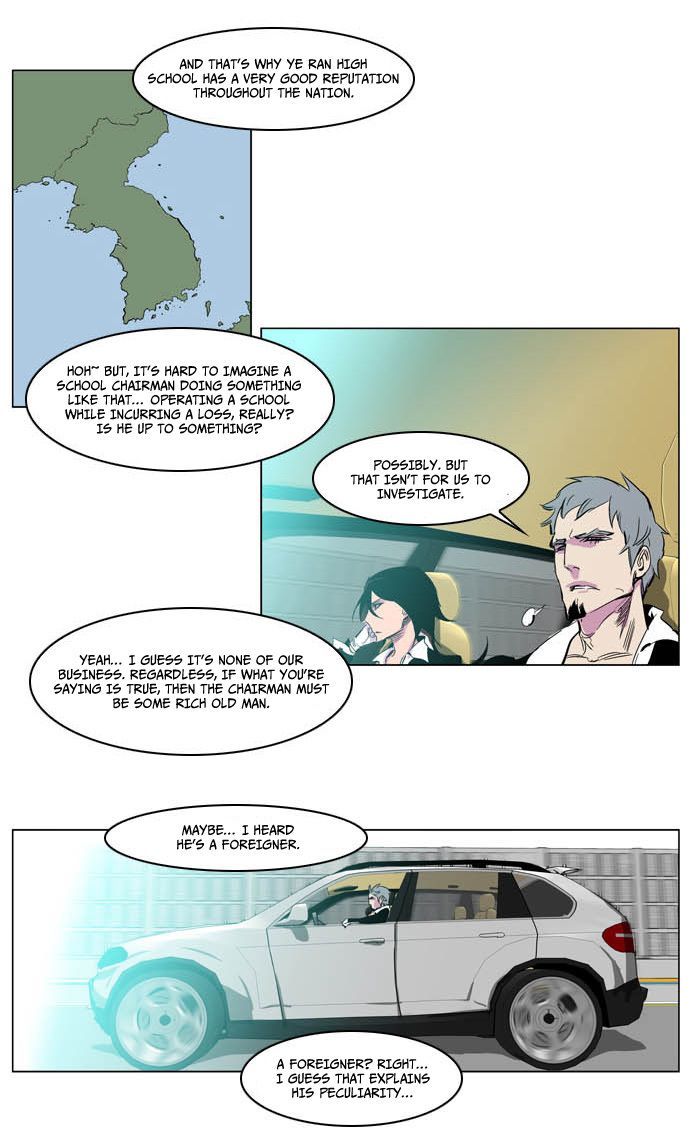 AND THAT'S WHY YE RAN HIGH
SCHOOL HAS A VERY GOOD REPUTATION
THROUGHOUT THE NATION.
HOH~ BUT, IT'S HARD TO IMAGINE A
SCHOOL CHAIRMAN DOING SOMETHING
LIKE THAT... OPERATING A SCHOOL
WHILE INCURRING A LOSS, REALLY?
IS HE UP TO SOMETHING?
POSSIBLY. BUT
THAT ISN'T FOR US TO
INVESTIGATE.
YEAH... I GUESS IT'S NONE OF OUR
BUSINESS. REGARDLESS, IF WHAT YOU'RE
SAYING IS TRUE, THEN THE CHAIRMAN MUST
BE SOME RICH OLD MAN.
MAYBE... I HEARD
HE'S A FOREIGNER.
A FOREIGNER? RIGHT...
I GUESS THAT EXPLAINS
HIS PECULIARITY...